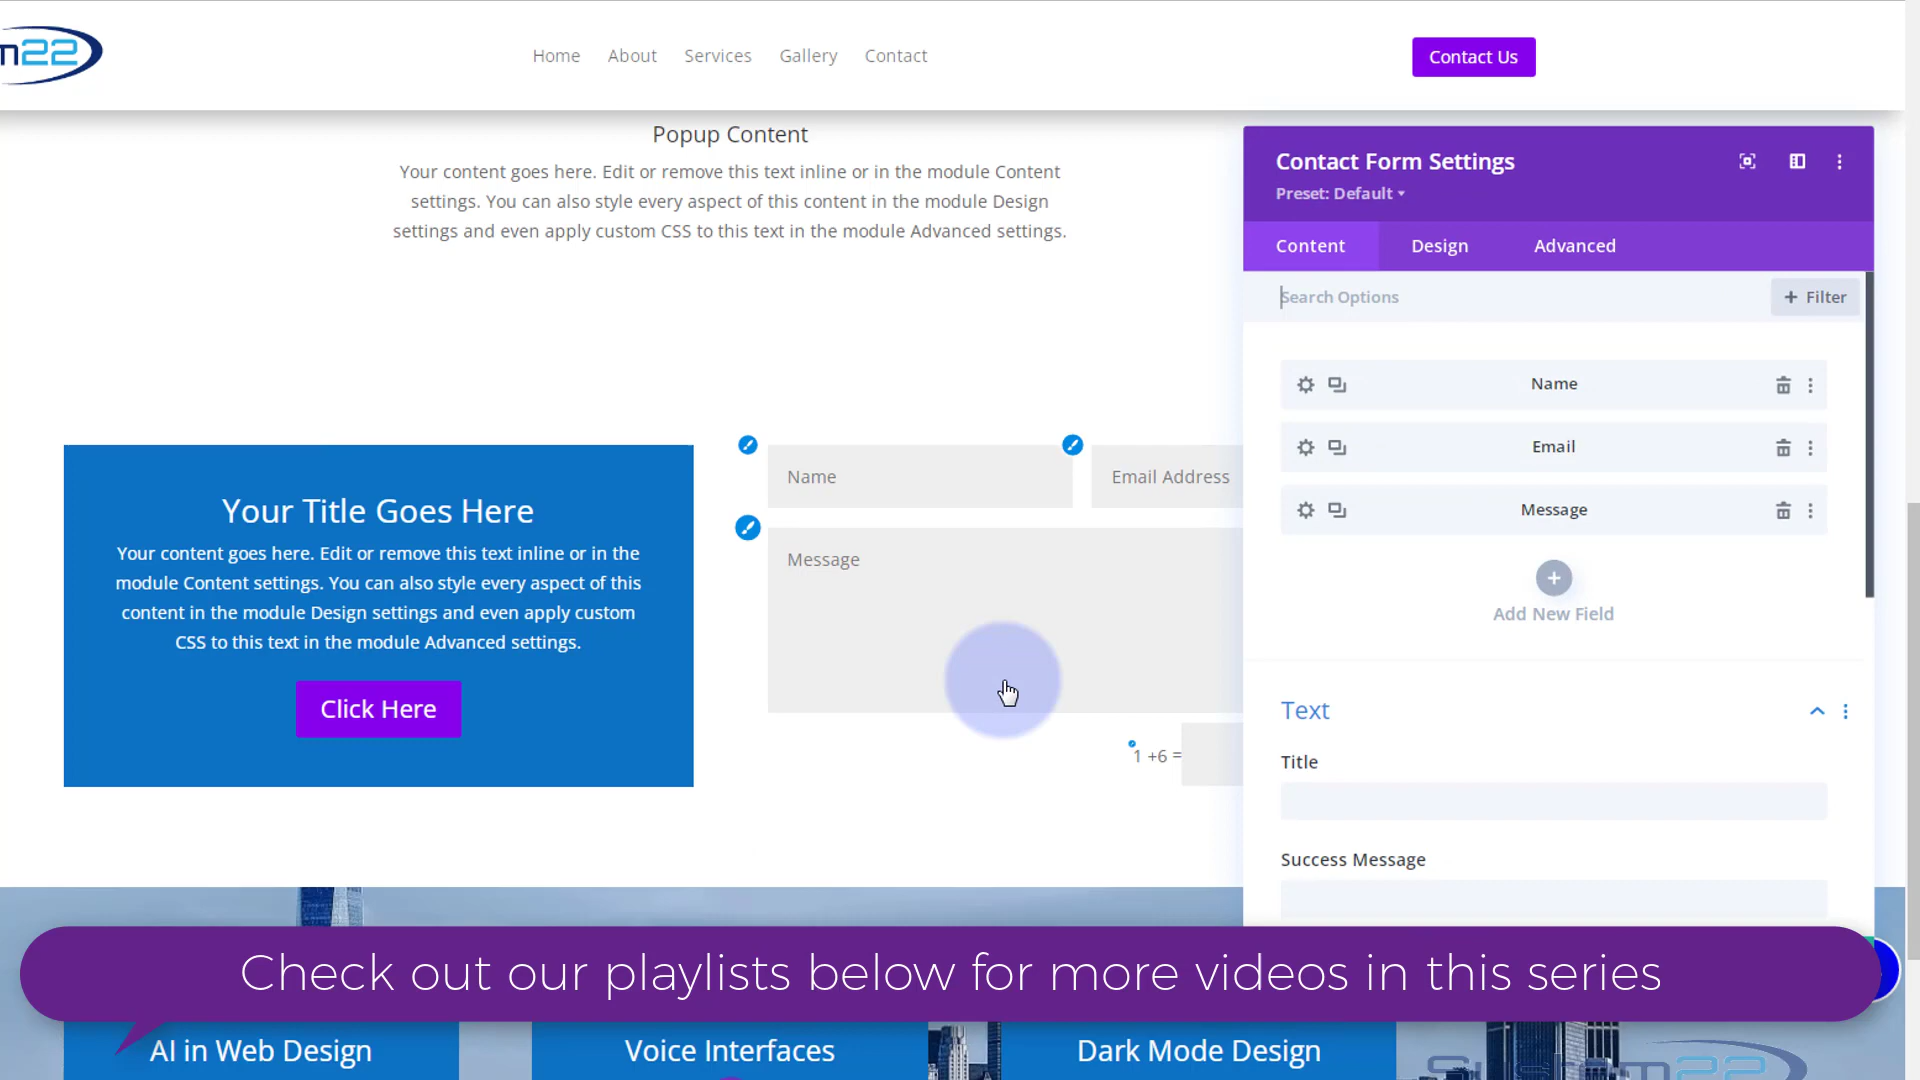 m22
Home About Services Gallery Contact
Contact Us
Popup Content
Your content goes here. Edit or remove this text inline or in the module Content
settings. You can also style every aspect of this content in the module Design
settings and even apply custom CSS to this text in the module Advanced settings.
Contact Form Settings
Preset: Default
Content Design Advanced
Search Options
+ Filter
Name
Email
Message
Add New Field
Text
Title
Success Message
Your Title Goes Here
Your content goes here. Edit or remove this text inline or in the
module Content settings. You can also style every aspect of this
content in the module Design settings and even apply custom
CSS to this text in the module Advanced settings.
Click Here
Name
Email Address
Message
1 +6 =
Check out our playlists below for more videos in this series
AI in Web Design
Voice Interfaces
Dark Mode Design
System22